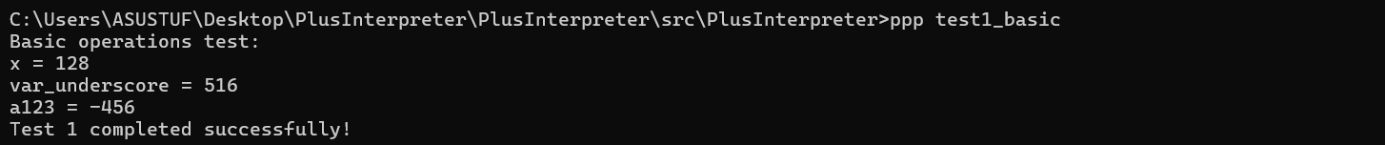 C:\Users\ASUSTUF\Desktop\PlusInterpreter\PlusInterpreter\src\PlusInterpreter>ppp test1_basic
Basic operations test:
x = 128
var_underscore = 516
a123 = -456
Test 1 completed successfully!